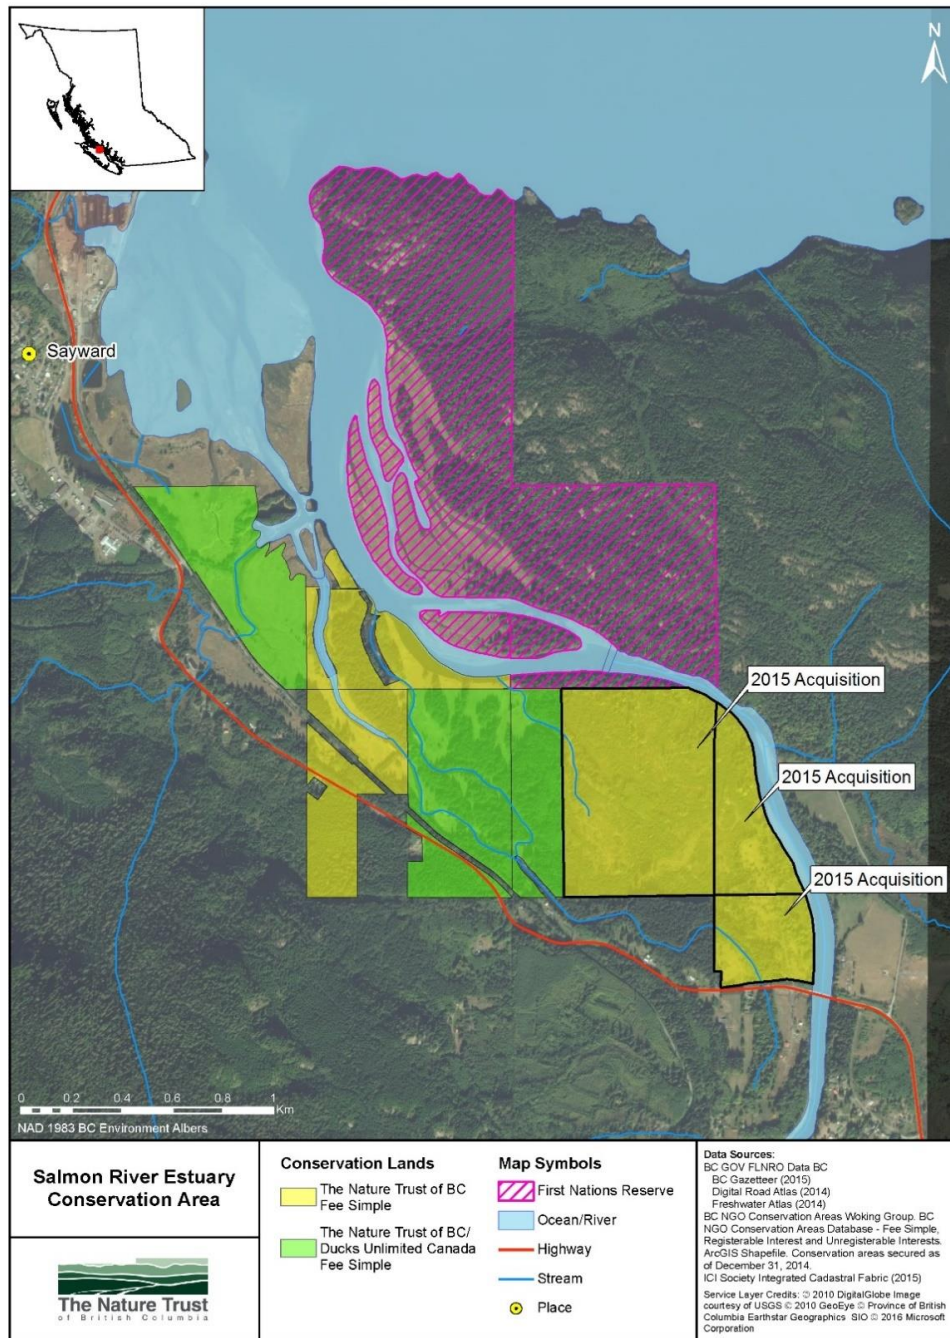 N
Sayward
2015 Acquisition
2015 Acquisition
2015 Acquisition
0 0.2 0.4 0.6 0.8 1
Km
NAD 1983 BC Environment Albers
Salmon River Estuary
Conservation Area
The Nature Trust
of British Columbia
Conservation Lands
The Nature Trust of BC
Fee Simple
The Nature Trust of BC/
Ducks Unlimited Canada
Fee Simple
Map Symbols
First Nations Reserve
Ocean/River
Highway
Stream
Place
Data Sources:
BC GOV FLNRO Data BC
BC Gazetteer (2015)
Digital Road Atlas (2014)
Freshwater Atlas (2014)
BC NGO Conservation Areas Woking Group. BC
NGO Conservation Areas Database - Fee Simple,
Registerable Interest and Unregisterable Interests.
ArcGIS Shapefile. Conservation areas secured as
of December 31, 2014.
ICI Society Integrated Cadastral Fabric (2015)
Service Layer Credits: © 2010 DigitalGlobe Image
courtesy of USGS © 2010 GeoEye © Province of British
Columbia Earthstar Geographics SIO © 2016 Microsoft
Corporation